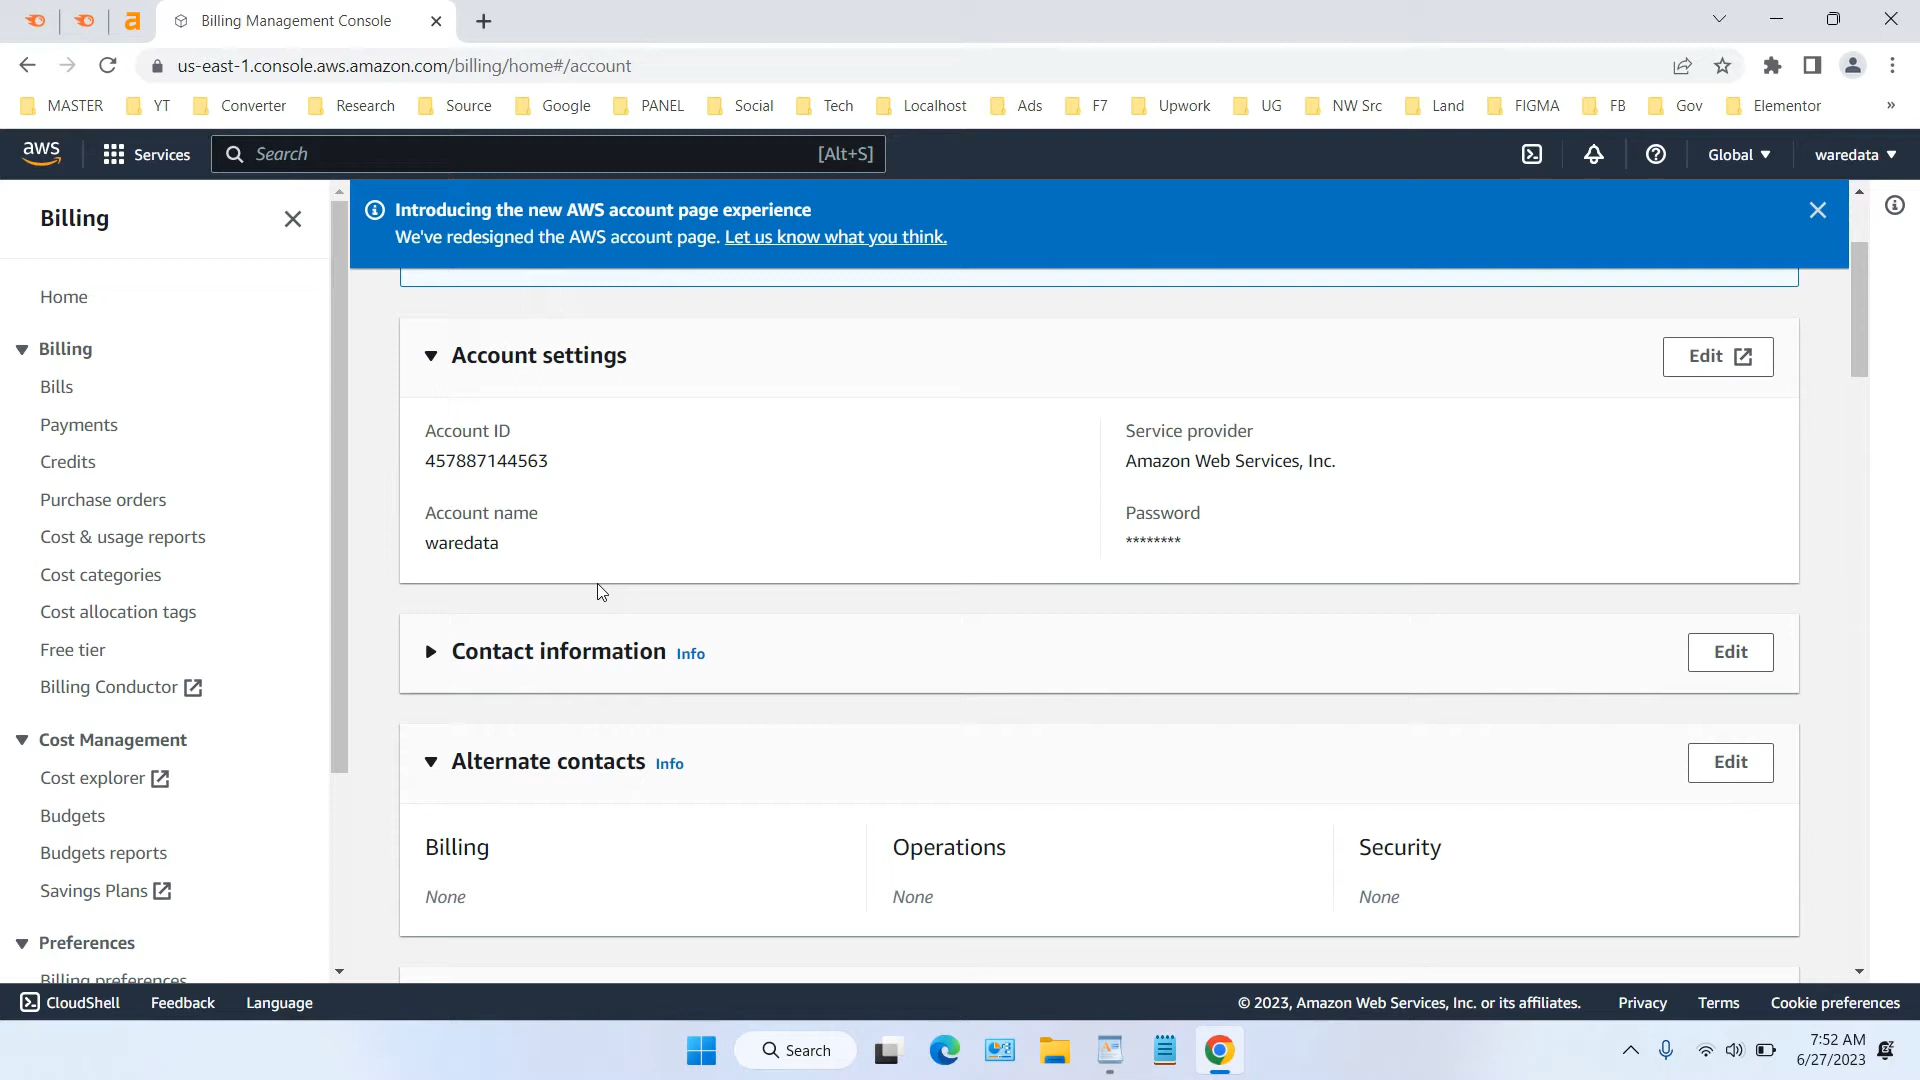 Billing Management Console
us-east-1.console.aws.amazon.com/billing/home#/account
MASTER YT Converter Research Source Google PANEL Social Tech Localhost Ads F7 Upwork UG NW Src Land FIGMA FB Gov Elementor »
aws Services Search [Alt+S] Global waredata
Billing
Introducing the new AWS account page experience
We've redesigned the AWS account page. Let us know what you think.
Home
Billing
Bills
Payments
Credits
Purchase orders
Cost & usage reports
Cost categories
Cost allocation tags
Free tier
Billing Conductor
Cost Management
Cost explorer
Budgets
Budgets reports
Savings Plans
Preferences
Billing preferences
Account settings Edit
Account ID
457887144563
Service provider
Amazon Web Services, Inc.
Account name
waredata
Password
********
Contact information Info Edit
Alternate contacts Info Edit
Billing
None
Operations
None
Security
None
CloudShell Feedback Language © 2023, Amazon Web Services, Inc. or its affiliates. Privacy Terms Cookie preferences
Search
7:52 AM
6/27/2023